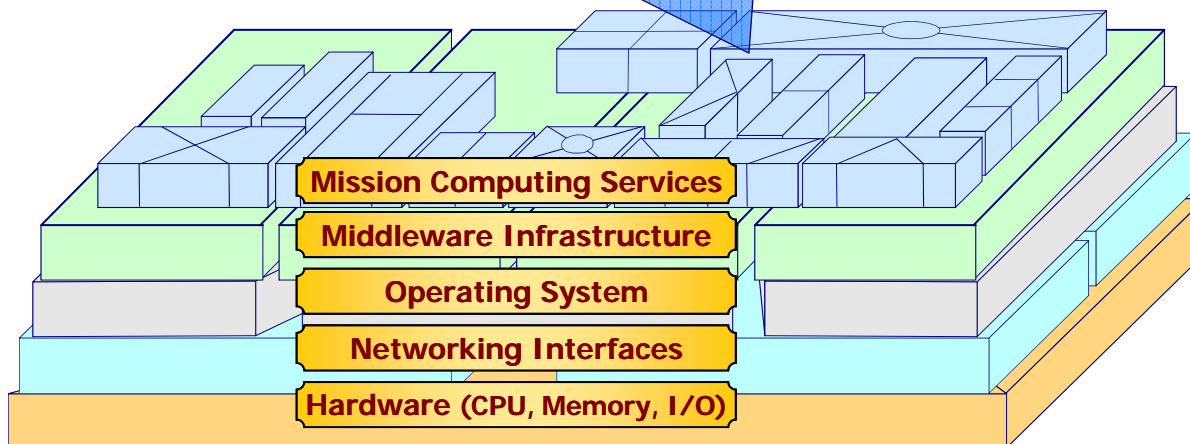 Mission Computing Services
Middleware Infrastructure
Operating System
Networking Interfaces
Hardware (CPU, Memory, I/O)